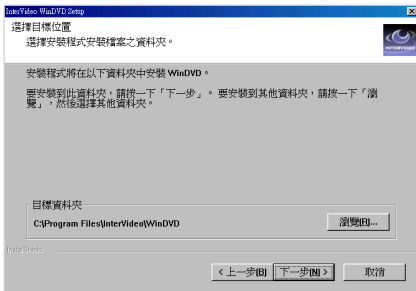 InterVideo WinDVD Setup
選擇目標位置
選擇安裝程式安裝檔案之資料夾。
INTERVIDEO
安裝程式將在以下資料夾中安裝 WinDVD。
要安裝到此資料夾，請按一下「下一步」。 要安裝到其他資料夾，請按一下「瀏
覽」，然後選擇其他資料夾。
目標資料夾
C:\Program Files\InterVideo\WinDVD
瀏覽(B)...
InstallShield
< 上一步(B)
下一步(N) >
取消